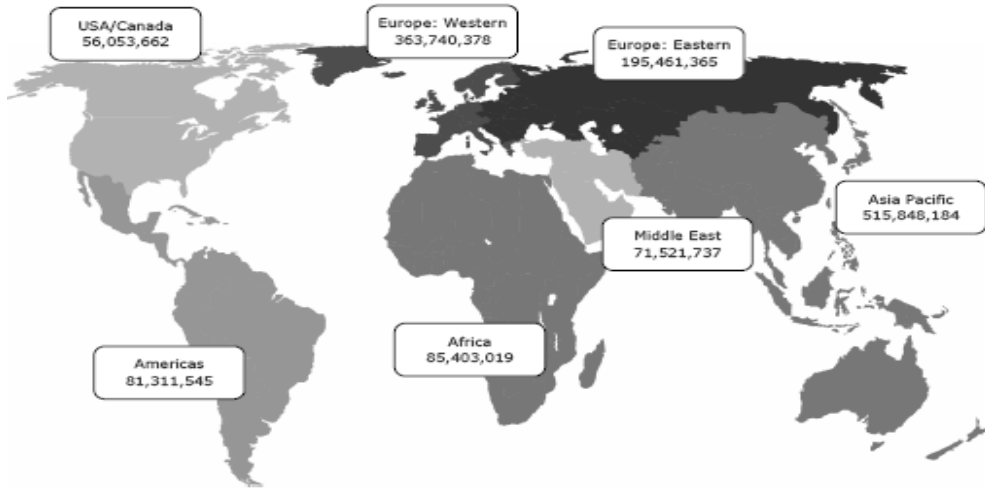 USA/Canada
56,053,662
Europe: Western
363,740,378
Europe: Eastern
195,461,365
Asia Pacific
515,848,184
Middle East
71,521,737
Africa
85,403,019
Americas
81,311,545